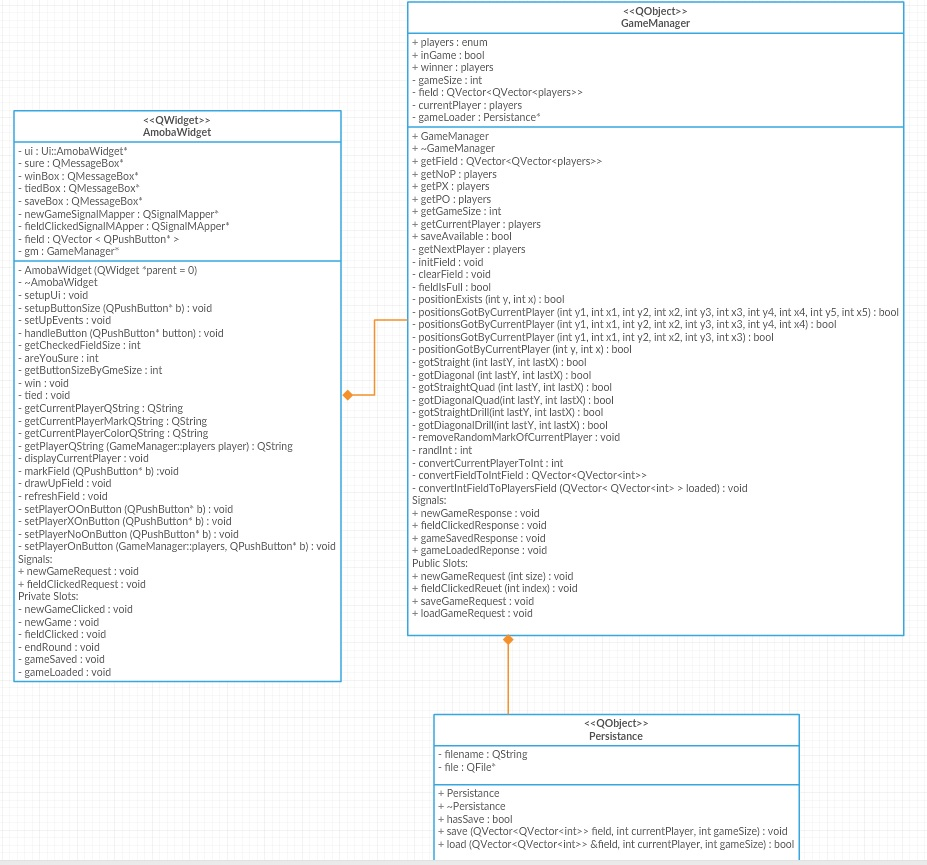 <<QObject>>
GameManager
+ players : enum
+ inGame : bool
+ winner : players
- gameSize : int
- field : QVector<QVector<players>>
- currentPlayer : players
- gameLoader : Persistance*
+ GameManager
+ ~GameManager
+ getField : QVector<QVector<players>>
+ getNoP : players
+ getPX : players
+ getPO : players
+ getGameSize : int
+ getCurrentPlayer : players
+ saveAvailable : bool
- getNextPlayer : players
- initField : void
- clearField : void
- fieldIsFull : bool
- positionExists (int y, int x) : bool
- positionsGotByCurrentPlayer (int y1, int x1, int y2, int x2, int y3, int x3, int y4, int x4, int y5, int x5) : bool
- positionsGotByCurrentPlayer (int y1, int x1, int y2, int x2, int y3, int x3, int y4, int x4) : bool
- positionsGotByCurrentPlayer (int y1, int x1, int y2, int x2, int y3, int x3) : bool
- positionGotByCurrentPlayer (int y, int x) : bool
- gotStraight (int lastY, int lastX) : bool
- gotDiagonal (int lastY, int lastX) : bool
- gotStraightQuad (int lastY, int lastX) : bool
- gotDiagonalQuad(int lastY, int lastX) : bool
- gotStraightDrill(int lastY, int lastX) : bool
- gotDiagonalDrill(int lastY, int lastX) : bool
- removeRandomMarkOfCurrentPlayer : void
- randInt : int
- convertCurrentPlayerToInt : int
- convertFieldToIntField : QVector<QVector<int>>
- convertIntFieldToPlayersField (QVector< QVector<int> > loaded) : void
Signals:
+ newGameResponse : void
+ fieldClickedResponse : void
+ gameSavedResponse : void
+ gameLoadedReponse : void
Public Slots:
+ newGameRequest (int size) : void
+ fieldClickedReuet (int index) : void
+ saveGameRequest : void
+ loadGameRequest : void
<<QWidget>>
AmobaWidget
- ui : Ui::AmobaWidget*
- sure : QMessageBox*
- winBox : QMessageBox*
- tiedBox : QMessageBox*
- saveBox : QMessageBox*
- newGameSignalMapper : QSignalMapper*
- fieldClickedSignalMApper : QSignalMApper*
- field : QVector < QPushButton* >
- gm : GameManager*
- AmobaWidget (QWidget *parent = 0)
- ~AmobaWidget
- setupUi : void
- setupButtonSize (QPushButton* b) : void
- setUpEvents : void
- handleButton (QPushButton* button) : void
- getCheckedFieldSize : int
- areYouSure : int
- getButtonSizeByGmeSize : int
- win : void
- tied : void
- getCurrentPlayerQString : QString
- getCurrentPlayerMarkQString : QString
- getCurrentPlayerColorQString : QString
- getPlayerQString (GameManager::players player) : QString
- displayCurrentPlayer : void
- markField (QPushButton* b) :void
- drawUpField : void
- refreshField : void
- setPlayerOOnButton (QPushButton* b) : void
- setPlayerXOnButton (QPushButton* b) : void
- setPlayerNoOnButton (QPushButton* b) : void
- setPlayerOnButton (GameManager::players, QPushButton* b) : void
Signals:
+ newGameRequest : void
+ fieldClickedRequest : void
Private Slots:
- newGameClicked : void
- newGame : void
- fieldClicked : void
- endRound : void
- gameSaved : void
- gameLoaded : void
<<QObject>>
Persistance
- filename : QString
- file : QFile*
+ Persistance
+ ~Persistance
+ hasSave : bool
+ save (QVector<QVector<int>> field, int currentPlayer, int gameSize) : void
+ load (QVector<QVector<int>> &field, int currentPlayer, int gameSize) : bool